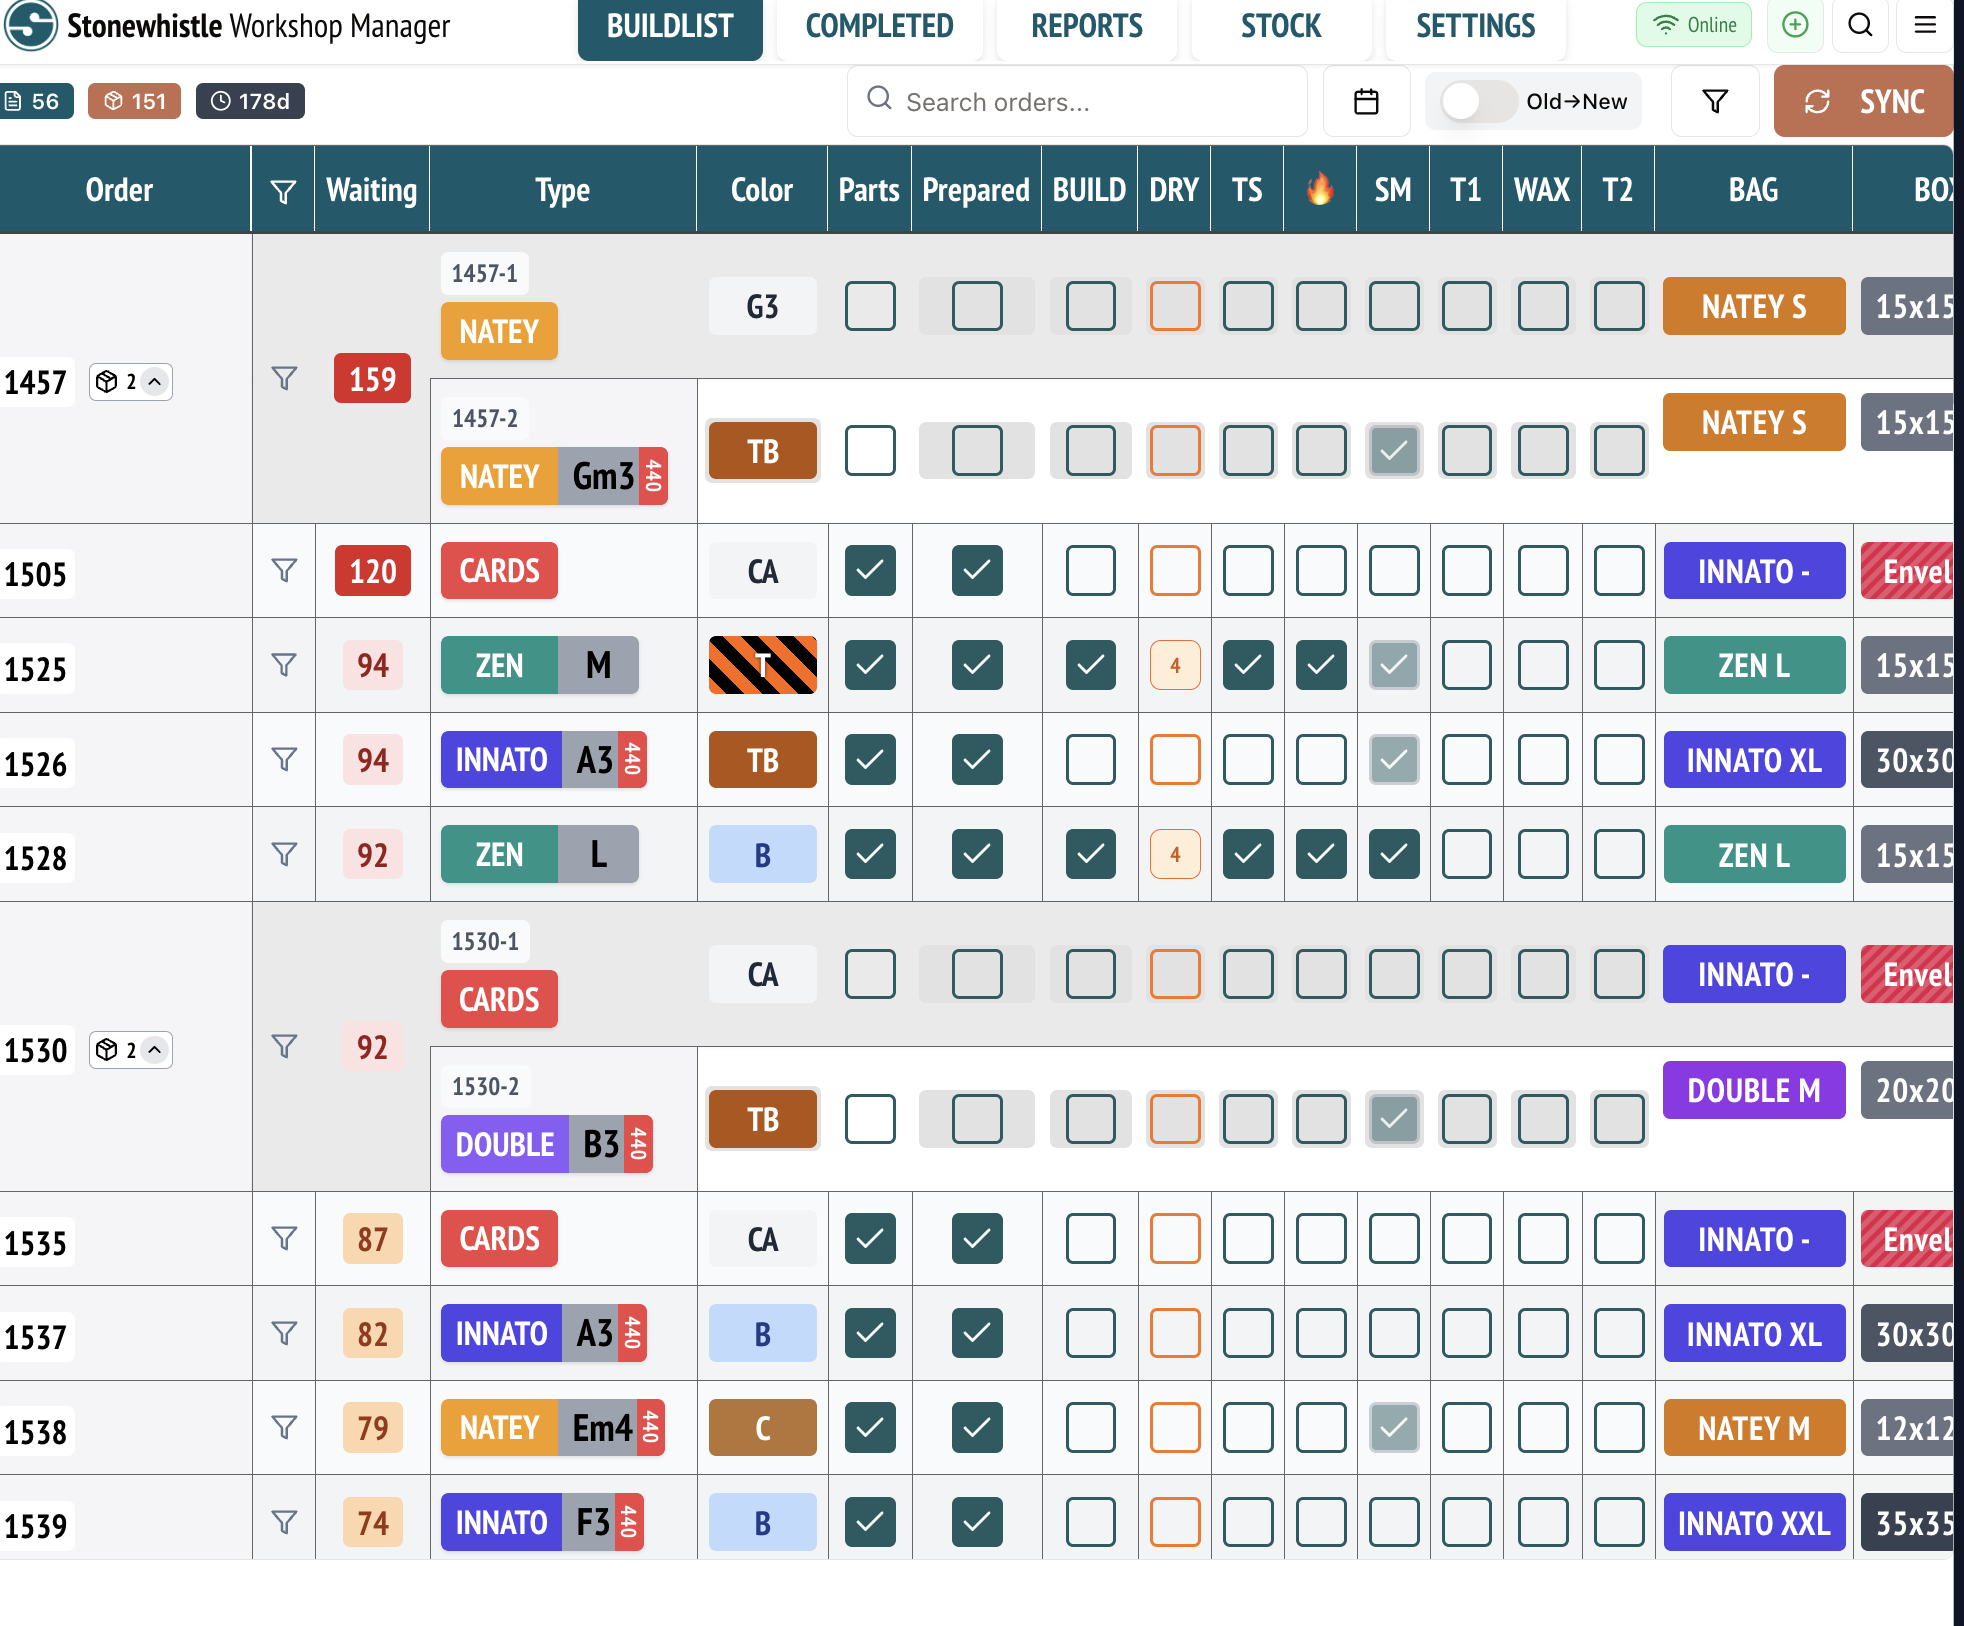 Stonewhistle Workshop Manager
BUILDLIST COMPLETED REPORTS STOCK SETTINGS
Online
56 151 178d
Search orders...
Old→New
SYNC
Order Waiting Type Color Parts Prepared BUILD DRY TS SM T1 WAX T2 BAG BOX
1457 2 159
1457-1
NATEY G3 NATEY S 15x15
1457-2
NATEY Gm3 440 TB NATEY S 15x15
1505 120 CARDS CA INNATO - Envel
1525 94 ZEN M T 4 ZEN L 15x15
1526 94 INNATO A3 440 TB INNATO XL 30x30
1528 92 ZEN L B 4 ZEN L 15x15
1530 2 92
1530-1
CARDS CA INNATO - Envel
1530-2
DOUBLE B3 440 TB DOUBLE M 20x20
1535 87 CARDS CA INNATO - Envel
1537 82 INNATO A3 440 B INNATO XL 30x30
1538 79 NATEY Em4 440 C NATEY M 12x12
1539 74 INNATO F3 440 B INNATO XXL 35x35